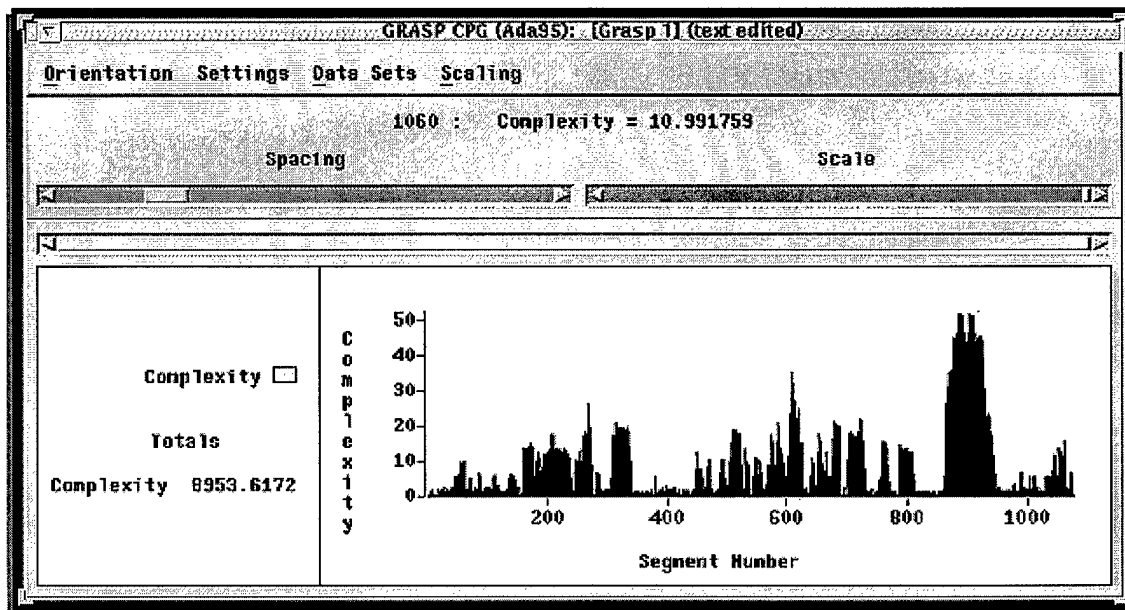 GRASP CPG (Ada95): [Grasp 1] (text edited)
Orientation Settings Data Sets Scaling
1060 : Complexity = 10.991759
Spacing Scale
Complexity
Totals
Complexity 8953.6172
Complexity
50
40
30
20
10
0
200 400 600 800 1000
Segment Number